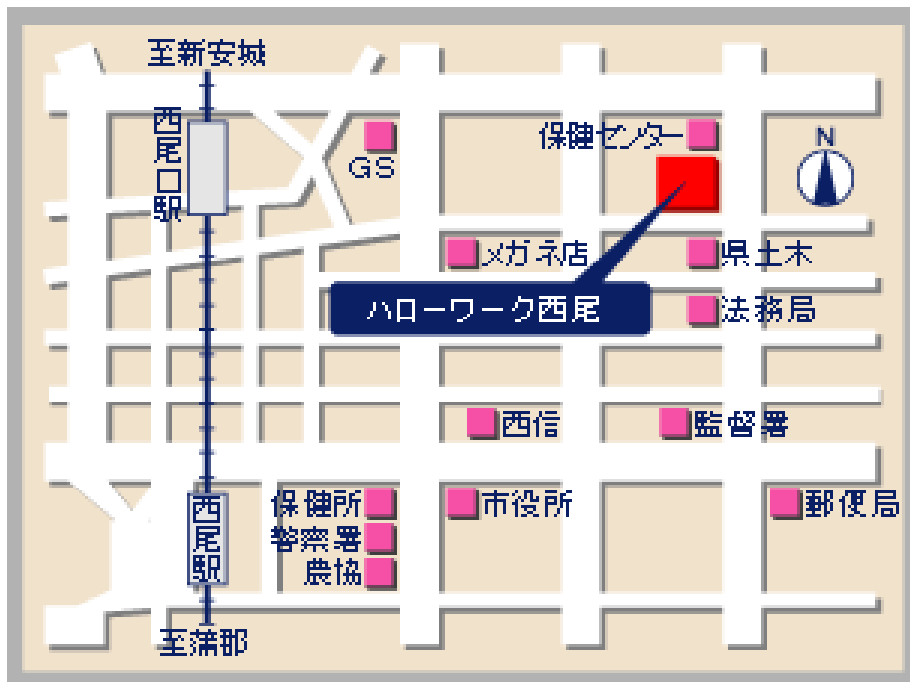 至新安城
西尾口駅
GS
保健センター
N
メガネ店
県土木
ハローワーク西尾
法務局
西信
監督署
西尾駅
保健所
市役所
郵便局
警察署
農協
至蒲郡